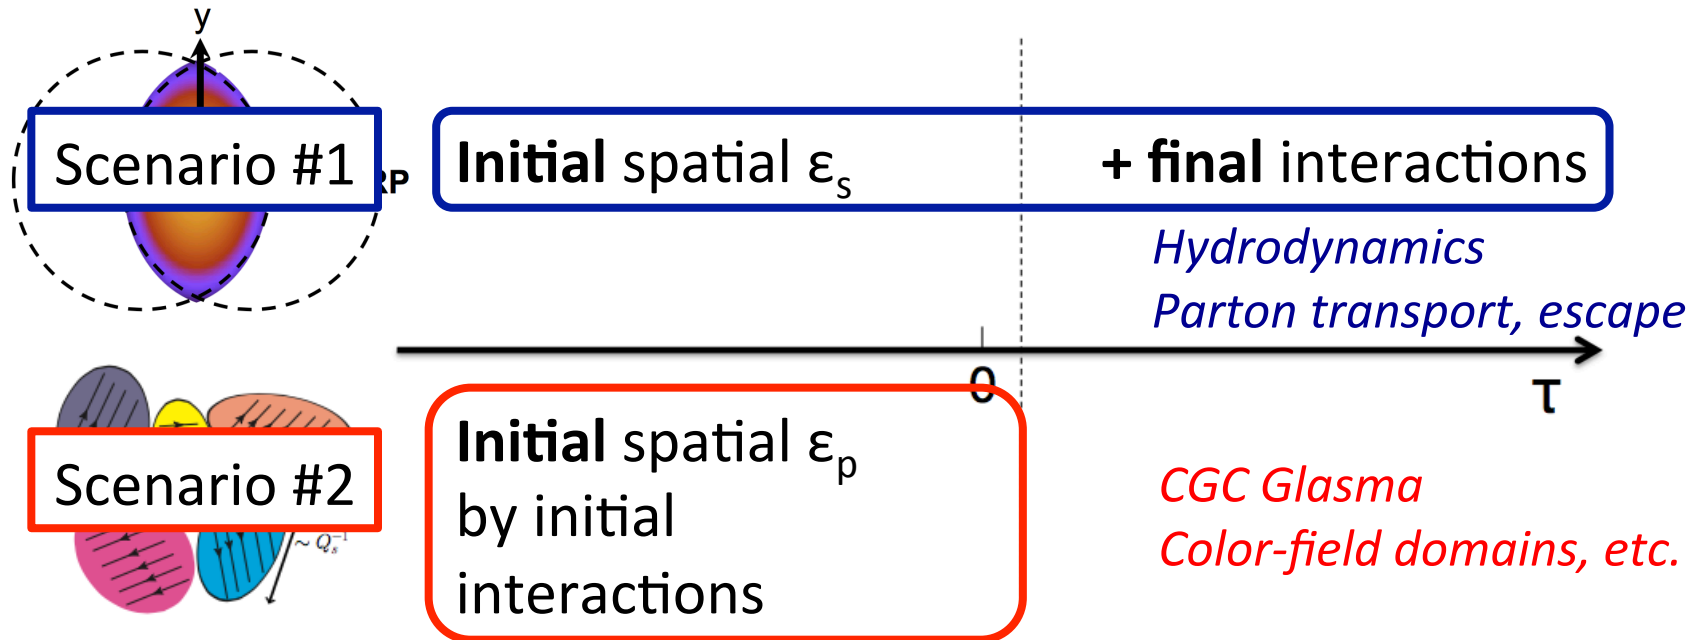 y
Scenario #1
RP
Initial spatial εs
+ final interactions
Hydrodynamics
Parton transport, escape
0
τ
Scenario #2
~ Qs^-1
Initial spatial εp
by initial
interactions
CGC Glasma
Color-field domains, etc.